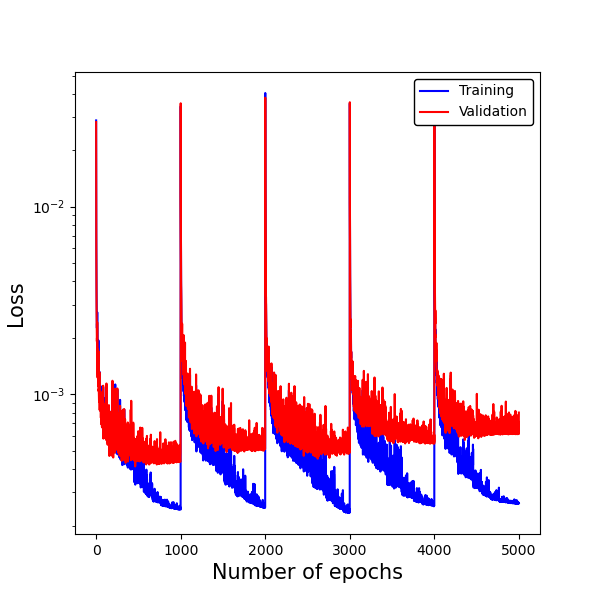 Training
Validation
Loss
10⁻²
10⁻³
0 1000 2000 3000 4000 5000
Number of epochs